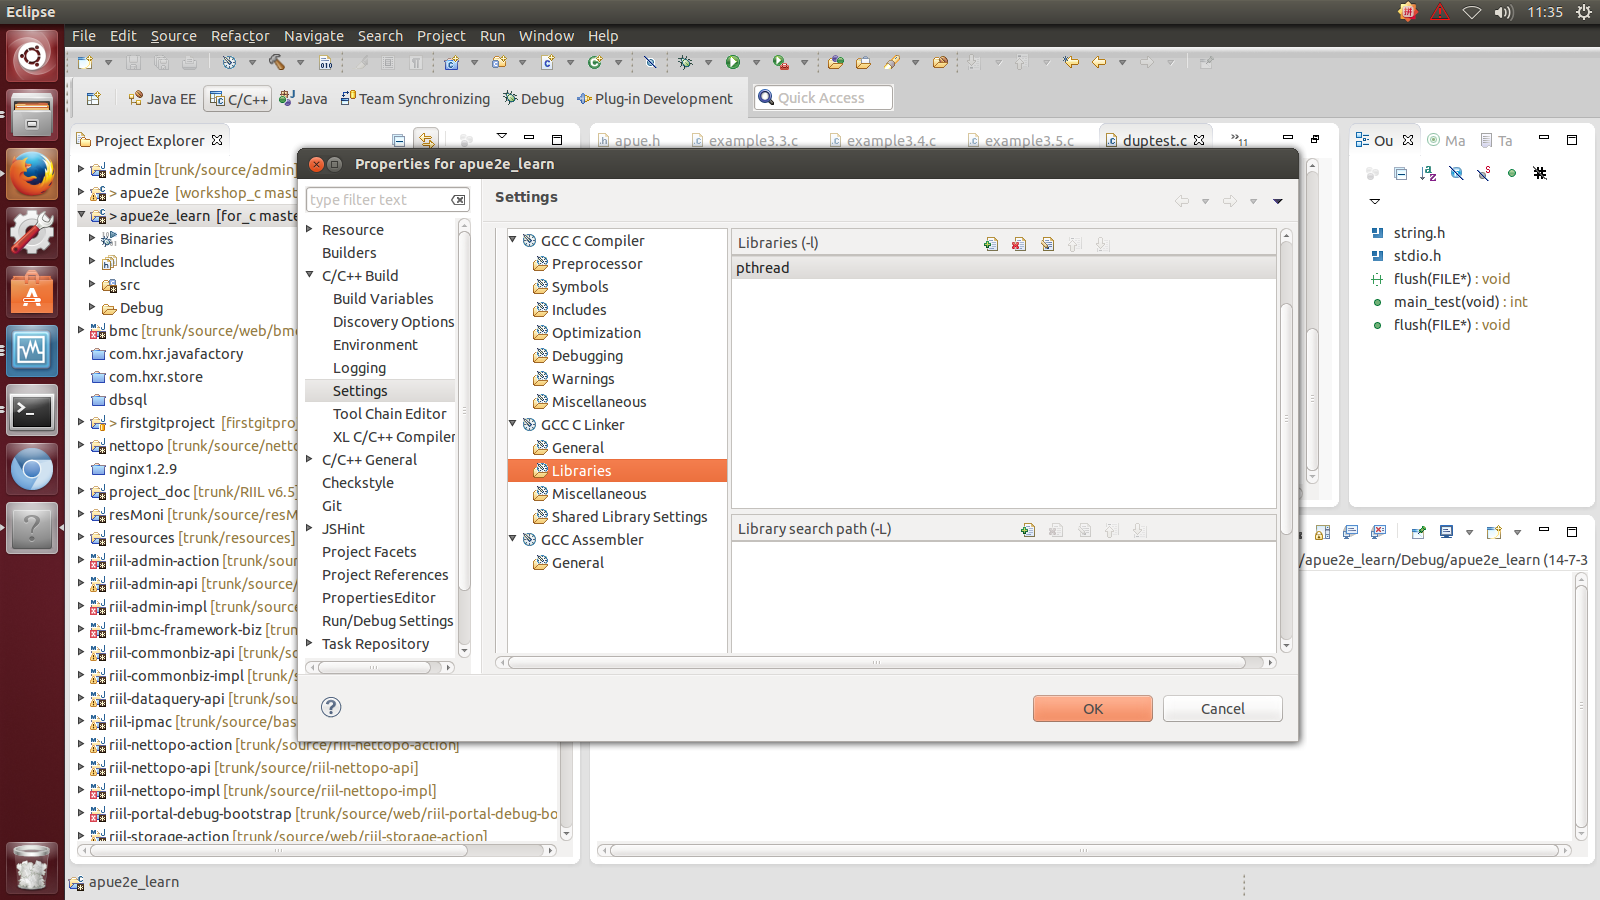 Eclipse
11:35
File Edit Source Refactor Navigate Search Project Run Window Help
Java EE C/C++ Java Team Synchronizing Debug Plug-in Development Quick Access
Project Explorer
apue.h example3.3.c example3.4.c example3.5.c duptest.c »11
Ou Ma Ta
admin [trunk/source/admin]
> apue2e [workshop_c mast
> apue2e_learn [for_c maste
Binaries
Includes
src
Debug
bmc [trunk/source/web/bmc
com.hxr.javafactory
com.hxr.store
dbsql
> firstgitproject [firstgitproj
nettopo [trunk/source/netto
nginx1.2.9
project_doc [trunk/RIIL v6.5]
resMoni [trunk/source/resM
resources [trunk/resources]
riil-admin-action [trunk/sour
riil-admin-api [trunk/source/
riil-admin-impl [trunk/source
riil-bmc-framework-biz [trun
riil-commonbiz-api [trunk/so
riil-commonbiz-impl [trunk/s
riil-dataquery-api [trunk/sou
riil-ipmac [trunk/source/bas
riil-nettopo-action [trunk/source/riil-nettopo-action]
riil-nettopo-api [trunk/source/riil-nettopo-api]
riil-nettopo-impl [trunk/source/riil-nettopo-impl]
riil-portal-debug-bootstrap [trunk/source/web/riil-portal-debug-bo
riil-storage-action [trunk/source/web/riil-storage-action]
apue2e_learn
Properties for apue2e_learn
type filter text
Resource
Builders
C/C++ Build
Build Variables
Discovery Options
Environment
Logging
Settings
Tool Chain Editor
XL C/C++ Compiler
C/C++ General
Checkstyle
Git
JSHint
Project Facets
Project References
PropertiesEditor
Run/Debug Settings
Task Repository
Settings
GCC C Compiler
Preprocessor
Symbols
Includes
Optimization
Debugging
Warnings
Miscellaneous
GCC C Linker
General
Libraries
Miscellaneous
Shared Library Settings
GCC Assembler
General
Libraries (-l)
pthread
Library search path (-L)
OK
Cancel
string.h
stdio.h
flush(FILE*) : void
main_test(void) : int
flush(FILE*) : void
/apue2e_learn/Debug/apue2e_learn (14-7-3